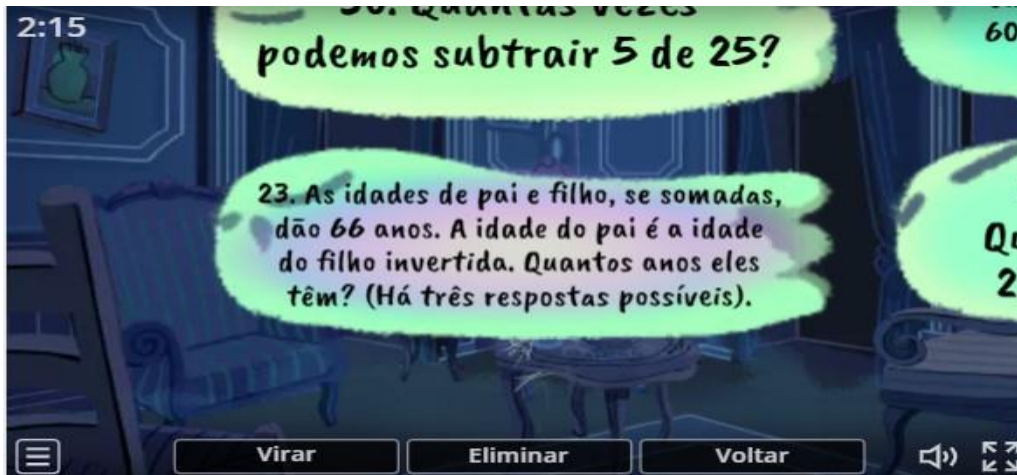 2:15
podemos subtrair 5 de 25?
60
23. As idades de pai e filho, se somadas,
dão 66 anos. A idade do pai é a idade
do filho invertida. Quantos anos eles
têm? (Há três respostas possíveis).
2
Virar
Eliminar
Voltar